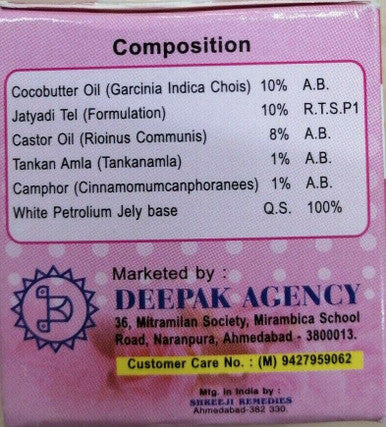 Composition
Cocobutter Oil (Garcinia Indica Chois) 10% A.B.
Jatyadi Tel (Formulation) 10% R.T.S.P1
Castor Oil (Rioinus Communis) 8% A.B.
Tankan Amla (Tankanamla) 1% A.B.
Camphor (Cinnamomumcanphoranees) 1% A.B.
White Petrolium Jely base Q.S. 100%
Marketed by :
DEEPAK AGENCY
36, Mitramilan Society, Mirambica School
Road, Naranpura, Ahmedabad - 3800013.
Customer Care No. : (M) 9427959062
Mfg. in India by :
SHREEJI REMEDIES
Ahmedabad-382 330.